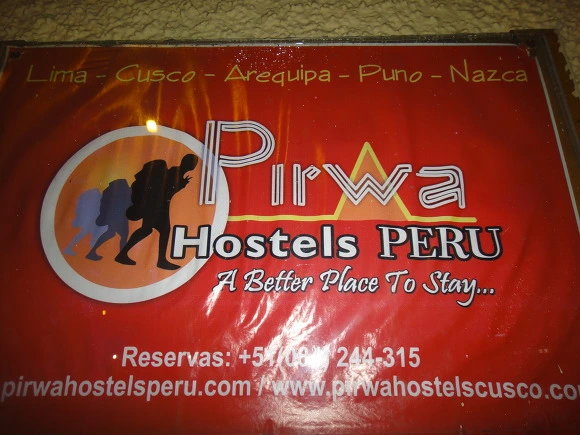 Lima - Cusco - Arequipa - Puno - Nazca
Pirwa
Hostels PERU
A Better Place To Stay...
Reservas: 244-315
pirwahostelsperu.com / www.pirwahostelscusco.co